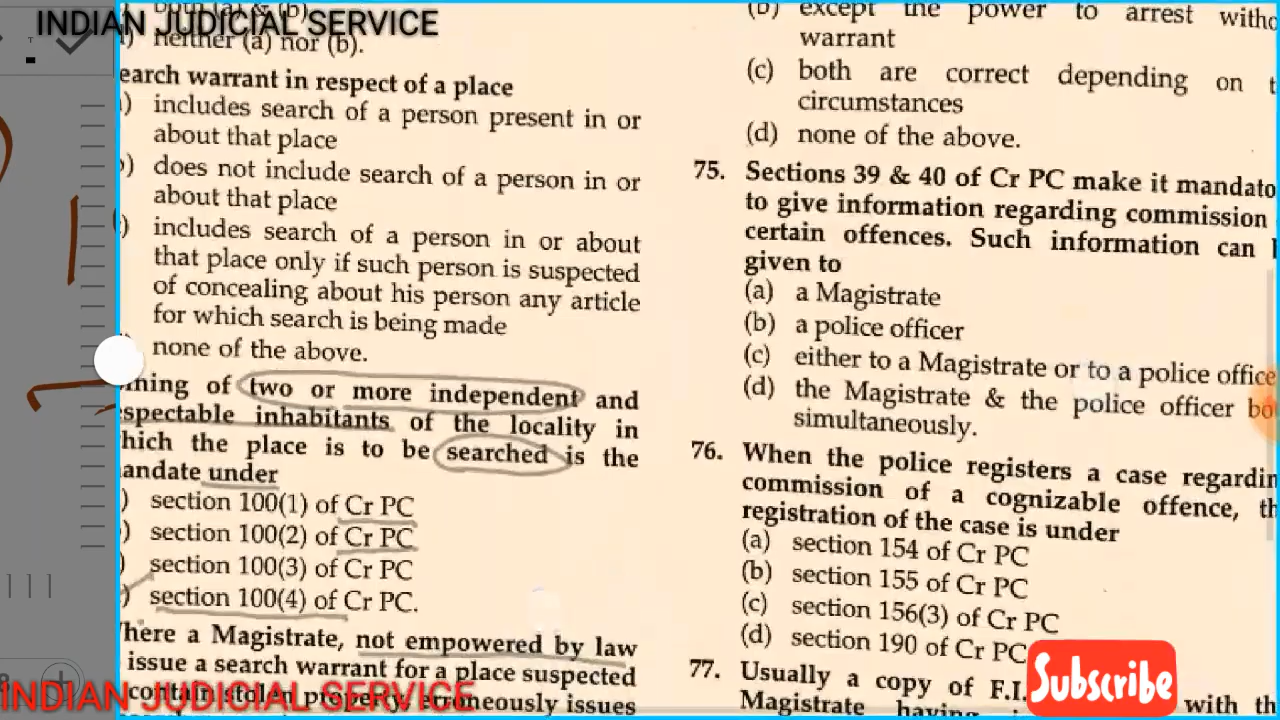 INDIAN JUDICIAL SERVICE
both (a) & (b)
neither (a) nor (b).
earch warrant in respect of a place
) includes search of a person present in or
about that place
) does not include search of a person in or
about that place
) includes search of a person in or about
that place only if such person is suspected
of concealing about his person any article
for which search is being made
none of the above.
ning of two or more independent and
spectable inhabitants of the locality in
hich the place is to be searched is the
andate under
) section 100(1) of Cr PC
) section 100(2) of Cr PC
) section 100(3) of Cr PC
) section 100(4) of Cr PC.
here a Magistrate, not empowered by law
issue a search warrant for a place suspected
contain stolen property, erroneously issues
INDIAN JUDICIAL SERVICE
(b) except the power to arrest witho
warrant
(c) both are correct depending on t
circumstances
(d) none of the above.
75. Sections 39 & 40 of Cr PC make it mandato
to give information regarding commission
certain offences. Such information can
given to
(a) a Magistrate
(b) a police officer
(c) either to a Magistrate or to a police office
(d) the Magistrate & the police officer bo
simultaneously.
76. When the police registers a case regardin
commission of a cognizable offence, th
registration of the case is under
(a) section 154 of Cr PC
(b) section 155 of Cr PC
(c) section 156(3) of Cr PC
(d) section 190 of Cr PC
77. Usually a copy of F.I.
Magistrate having with th
Subscribe